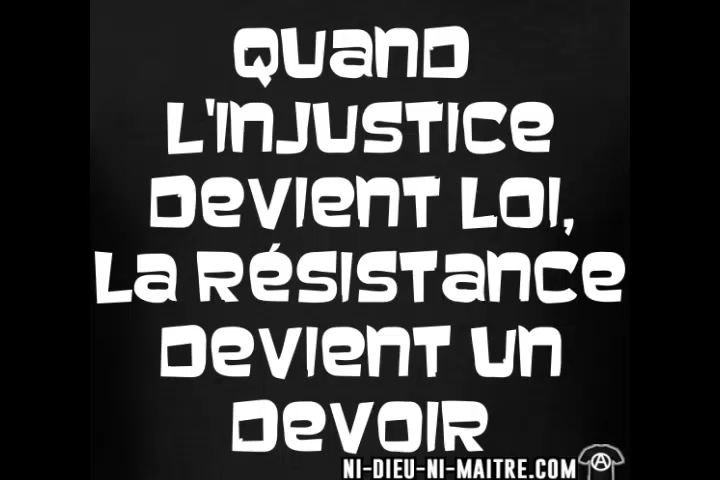 QUAND
L'INJUSTICE
DEVIENT LOI,
LA RÉSISTANCE
DEVIENT UN
DEVOIR
NI-DIEU-NI-MAITRE.COM